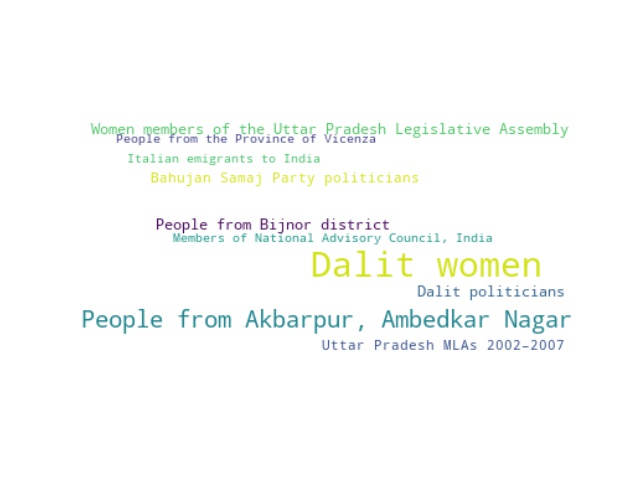 Women members of the Uttar Pradesh Legislative Assembly
People from the Province of Vicenza
Italian emigrants to India
Bahujan Samaj Party politicians
People from Bijnor district
Members of National Advisory Council, India
Dalit women
Dalit politicians
People from Akbarpur, Ambedkar Nagar
Uttar Pradesh MLAs 2002–2007